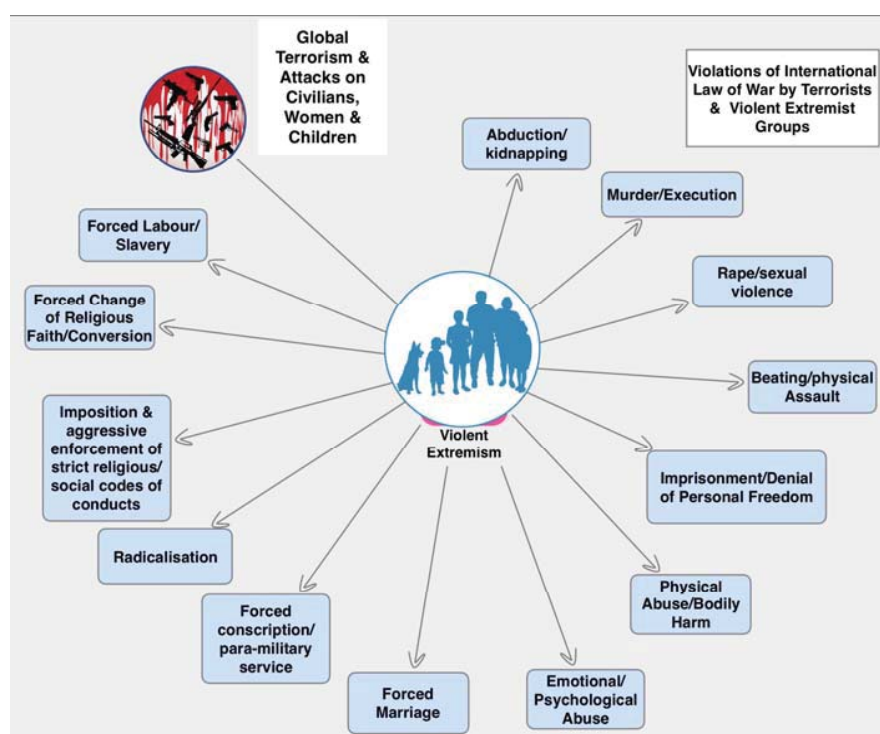 Global
Terrorism &
Attacks on
Civilians,
Women &
Children
Violations of International
Law of War by Terrorists
& Violent Extremist
Groups
Abduction/
kidnapping
Murder/Execution
Rape/sexual
violence
Beating/physical
Assault
Imprisonment/Denial
of Personal Freedom
Physical
Abuse/Bodily
Harm
Emotional/
Psychological
Abuse
Forced
Marriage
Forced
conscription/
para-military
service
Radicalisation
Imposition &
aggressive
enforcement of
strict religious/
social codes of
conducts
Forced Change
of Religious
Faith/Conversion
Forced Labour/
Slavery
Violent
Extremism